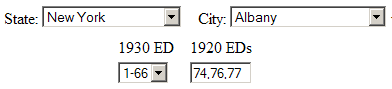 State: New York City: Albany
1930 ED 1920 EDs
1-66 74,76,77